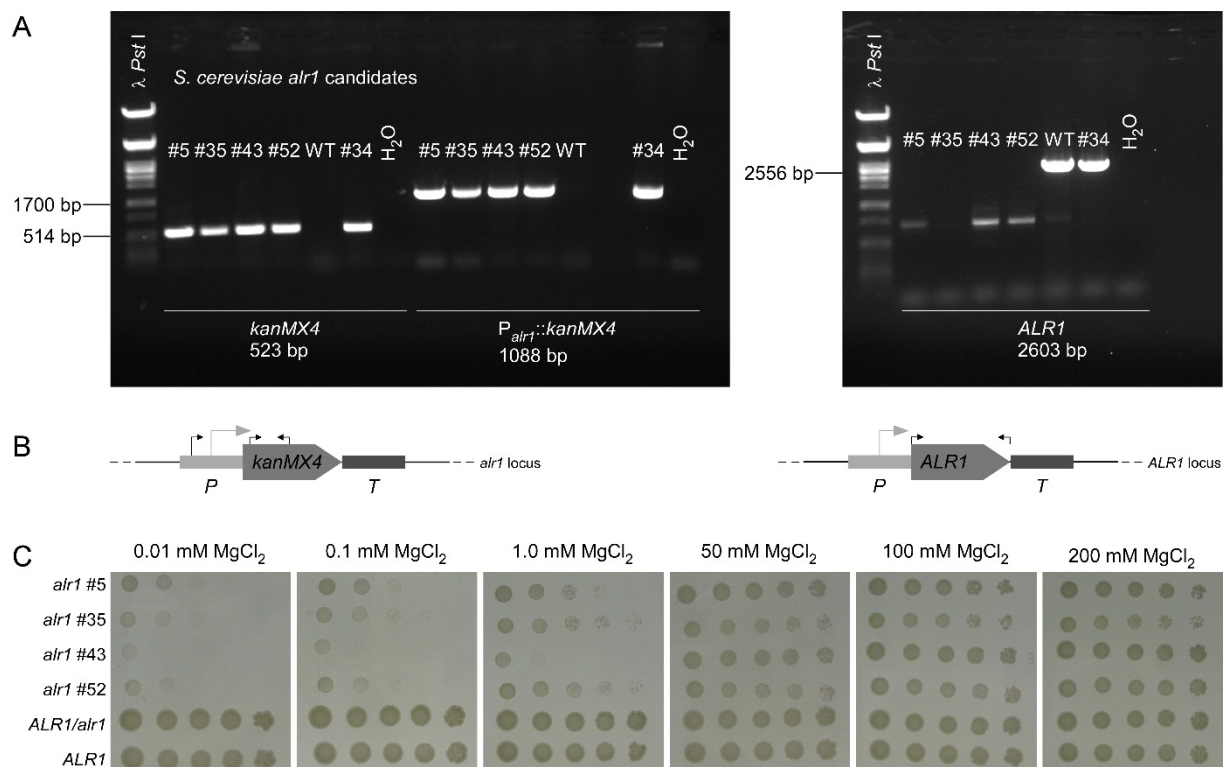 A
λ Pst I
S. cerevisiae alr1 candidates
#5 #35 #43 #52 WT #34 H2O #5 #35 #43 #52 WT #34 H2O
1700 bp
514 bp
kanMX4
523 bp
Palr1::kanMX4
1088 bp
λ Pst I
#5 #35 #43 #52 WT #34 H2O
2556 bp
ALR1
2603 bp
B
kanMX4
alr1 locus
P T
ALR1
ALR1 locus
P T
C
0.01 mM MgCl2 0.1 mM MgCl2 1.0 mM MgCl2 50 mM MgCl2 100 mM MgCl2 200 mM MgCl2
alr1 #5
alr1 #35
alr1 #43
alr1 #52
ALR1/alr1
ALR1